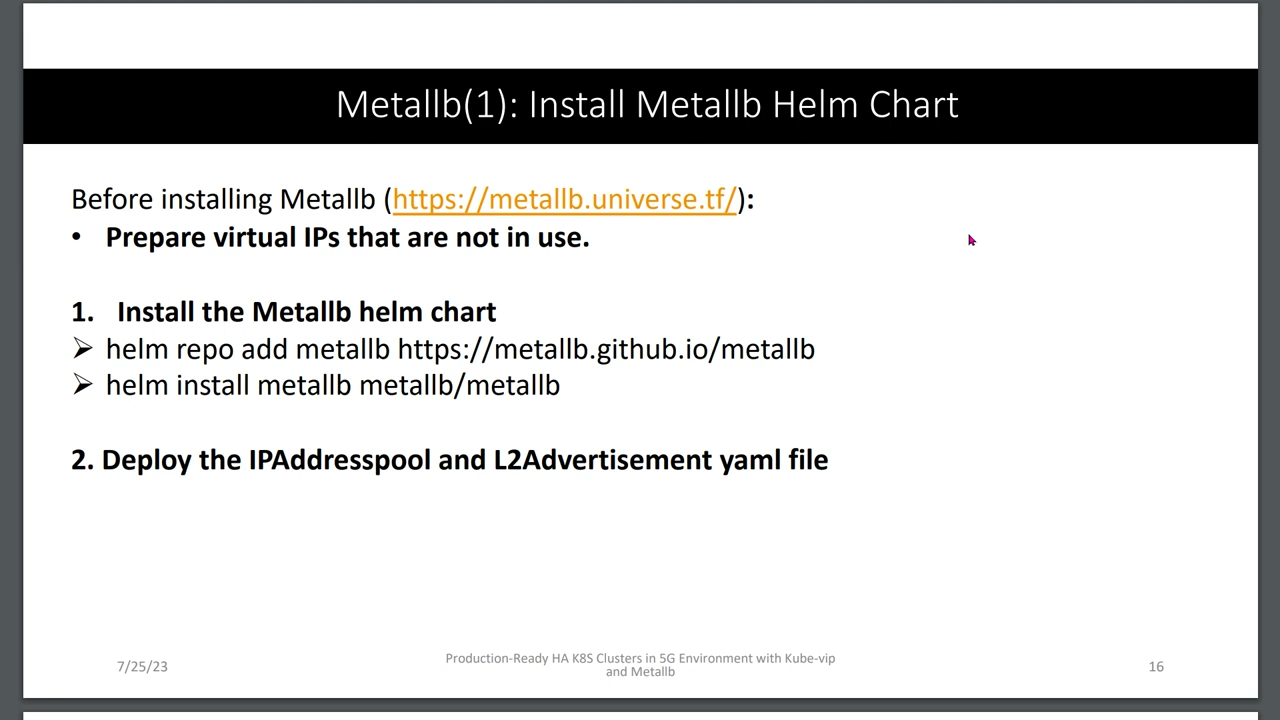 Metallb(1): Install Metallb Helm Chart
Before installing Metallb (https://metallb.universe.tf/):
• Prepare virtual IPs that are not in use.
1. Install the Metallb helm chart
➢ helm repo add metallb https://metallb.github.io/metallb
➢ helm install metallb metallb/metallb
2. Deploy the IPAddresspool and L2Advertisement yaml file
7/25/23
Production-Ready HA K8S Clusters in 5G Environment with Kube-vip
and Metallb
16